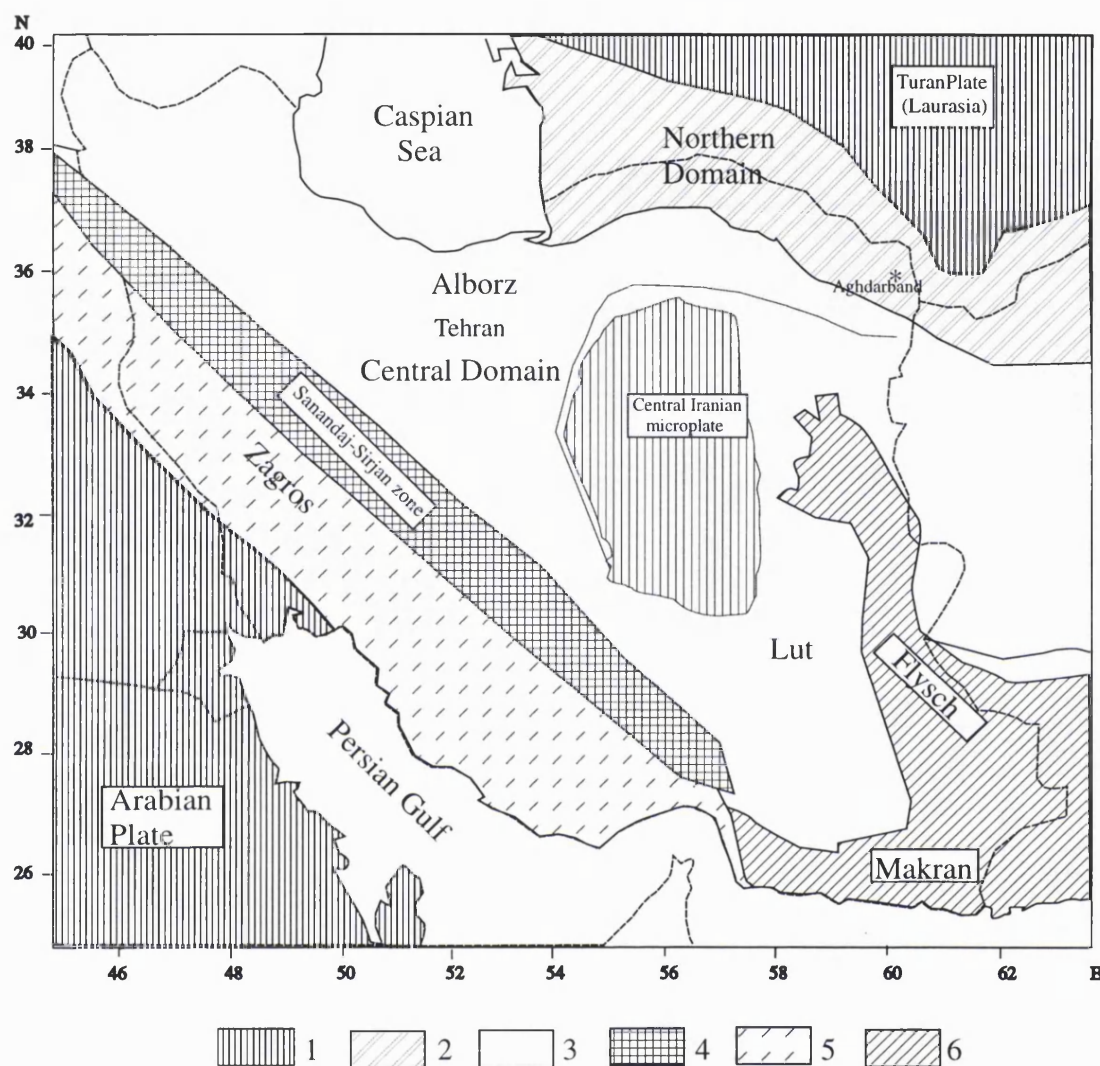 N
40
38
36
34
32
30
28
26
Caspian
Sea
TuranPlate
(Laurasia)
Northern
Domain
Aghdarband
*
Alborz
Tehran
Central Domain
Central Iranian
microplate
Sanandaj-Sirjan zone
Zagros
Lut
Flysch
Persian Gulf
Arabian
Plate
Makran
46 48 50 52 54 56 58 60 62 E
1 2 3 4 5 6